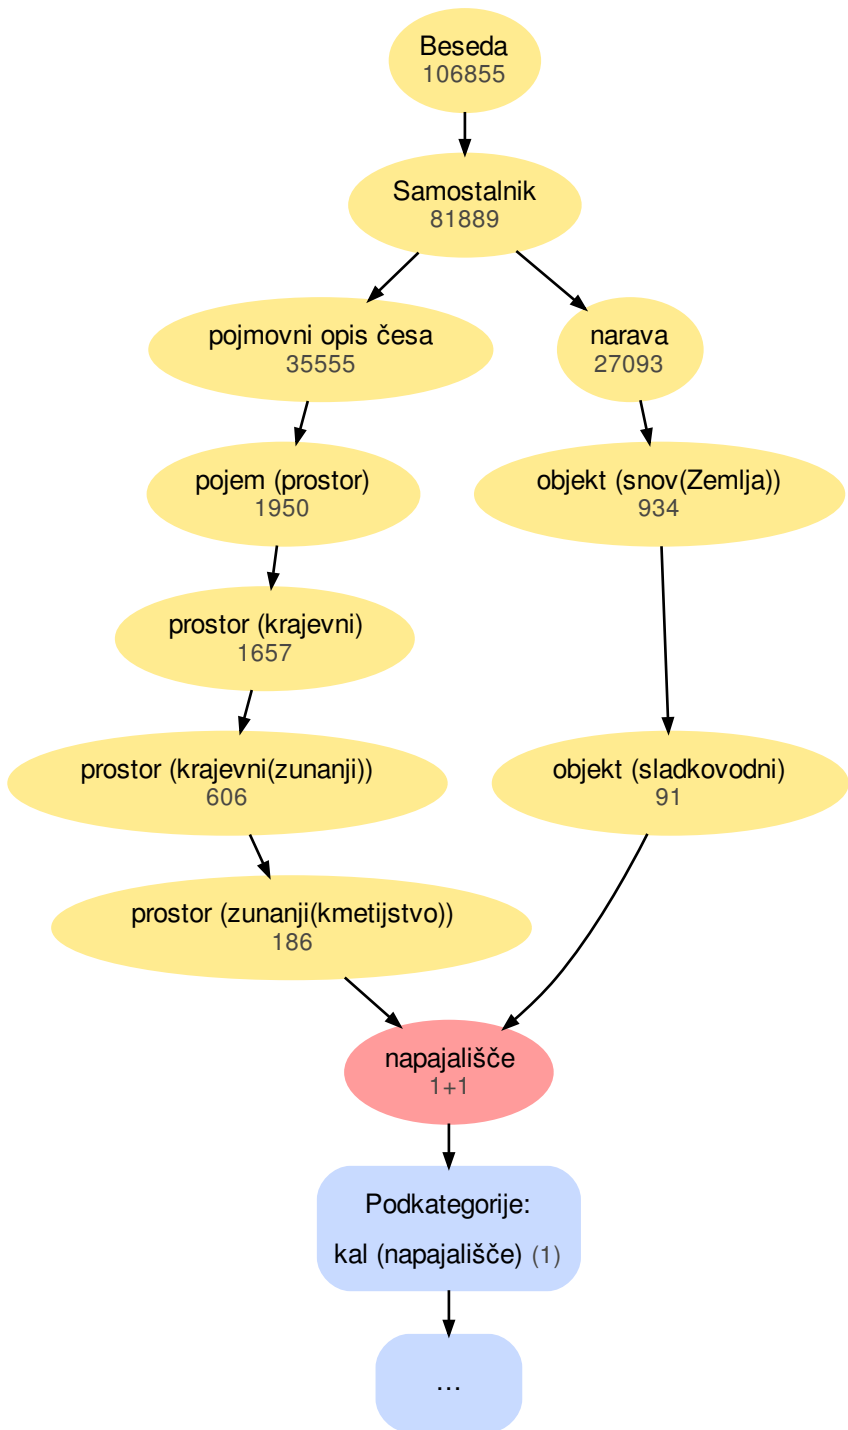 Beseda
106855
Samostalnik
81889
pojmovni opis česa
35555
narava
27093
pojem (prostor)
1950
objekt (snov(Zemlja))
934
prostor (krajevni)
1657
prostor (krajevni(zunanji))
606
objekt (sladkovodni)
91
prostor (zunanji(kmetijstvo))
186
napajališče
1+1
Podkategorije:
kal (napajališče) (1)
...